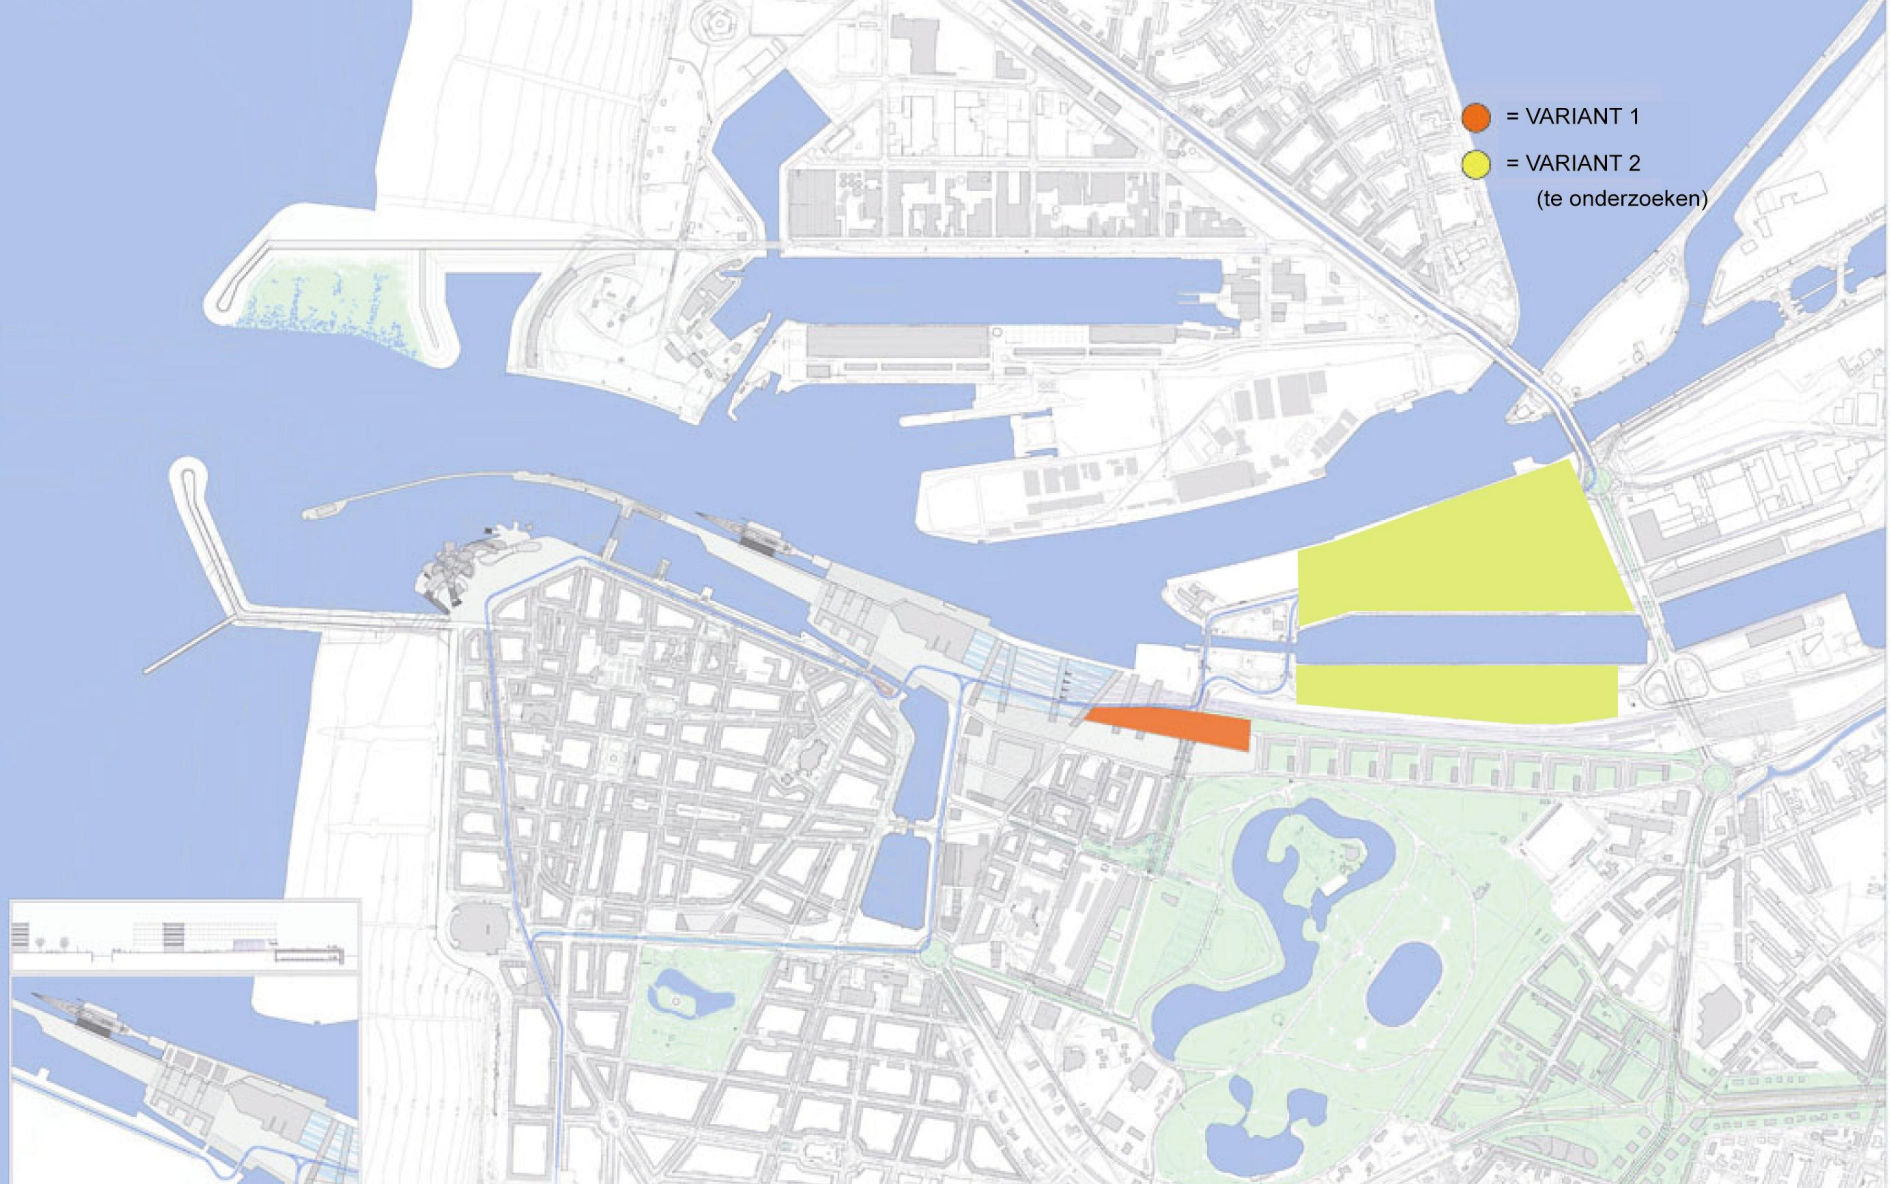 = VARIANT 1
= VARIANT 2
(te onderzoeken)